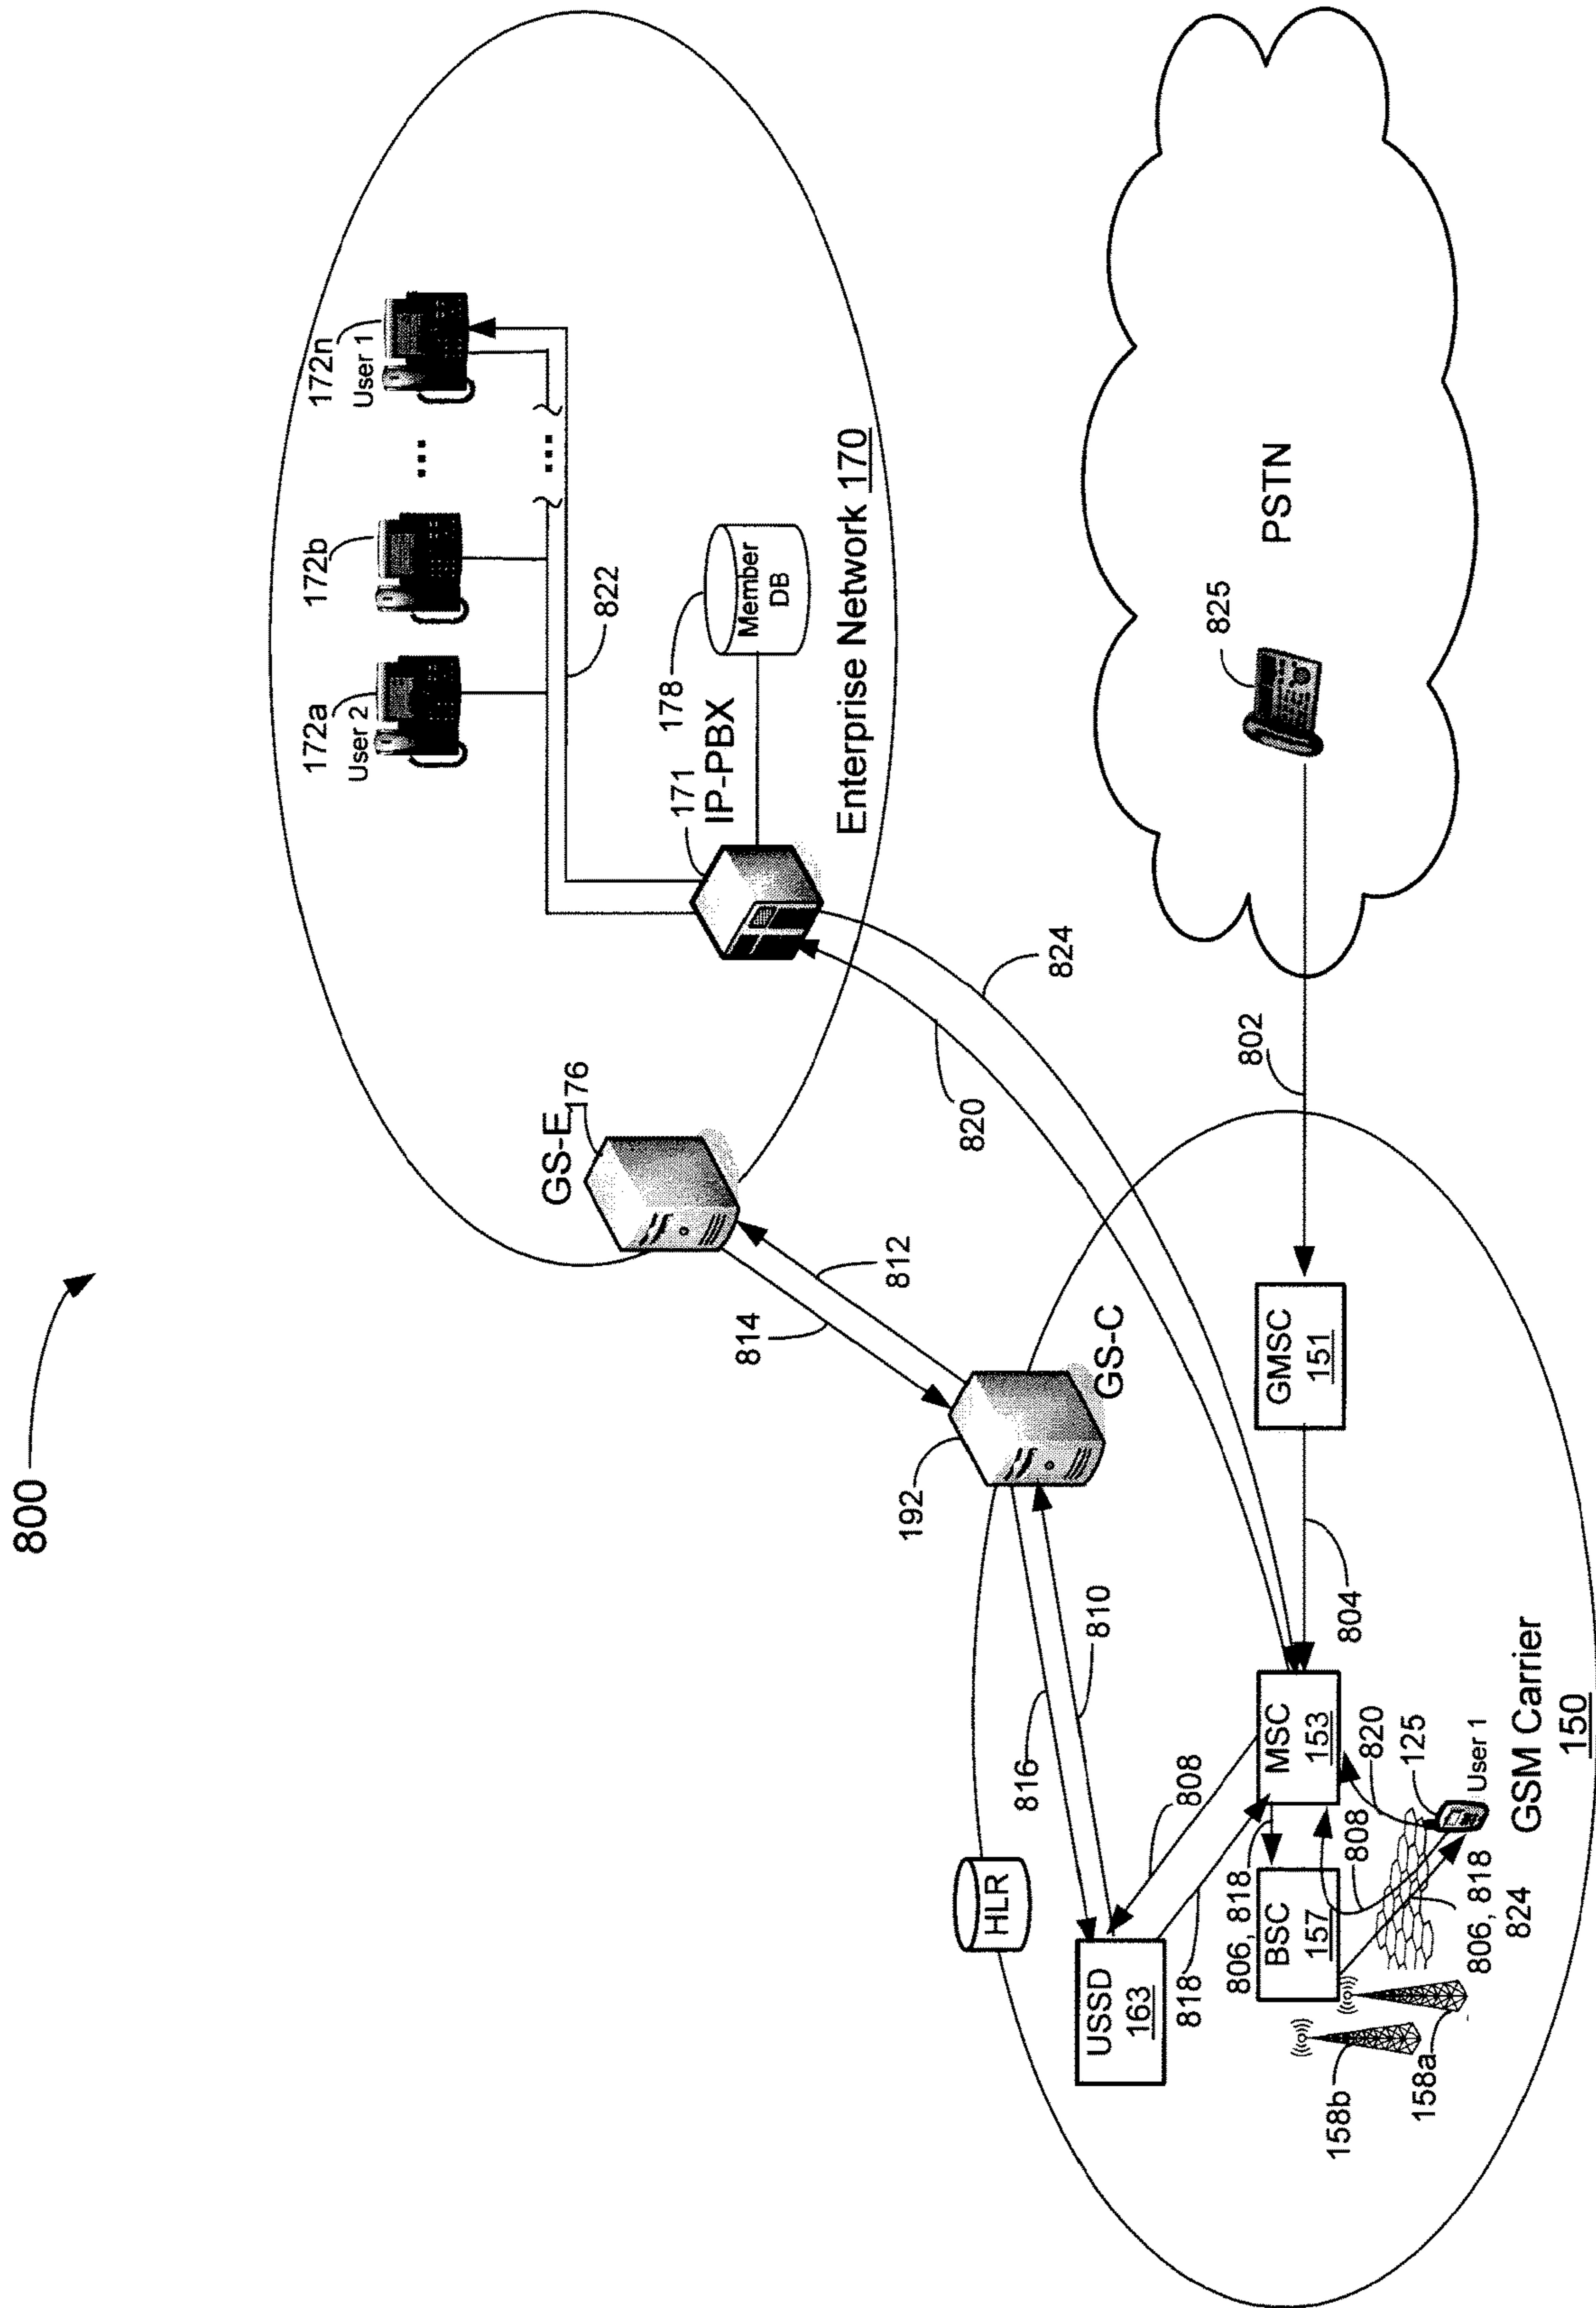 800
172a
User 2
172b
...
172n
User 1
...
822
171
IP-PBX
178
Member
DB
Enterprise Network 170
GS-E
176
814
812
192
GS-C
820
824
825
PSTN
802
HLR
816
810
USSD
163
808
818
806, 818
BSC
157
MSC
153
804
GMSC
151
820
808
125
User 1
806, 818
824
158b
158a
GSM Carrier
150